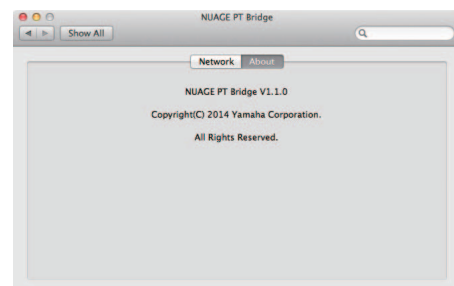 NUAGE PT Bridge
Show All
Network About
NUAGE PT Bridge V1.1.0
Copyright(C) 2014 Yamaha Corporation.
All Rights Reserved.